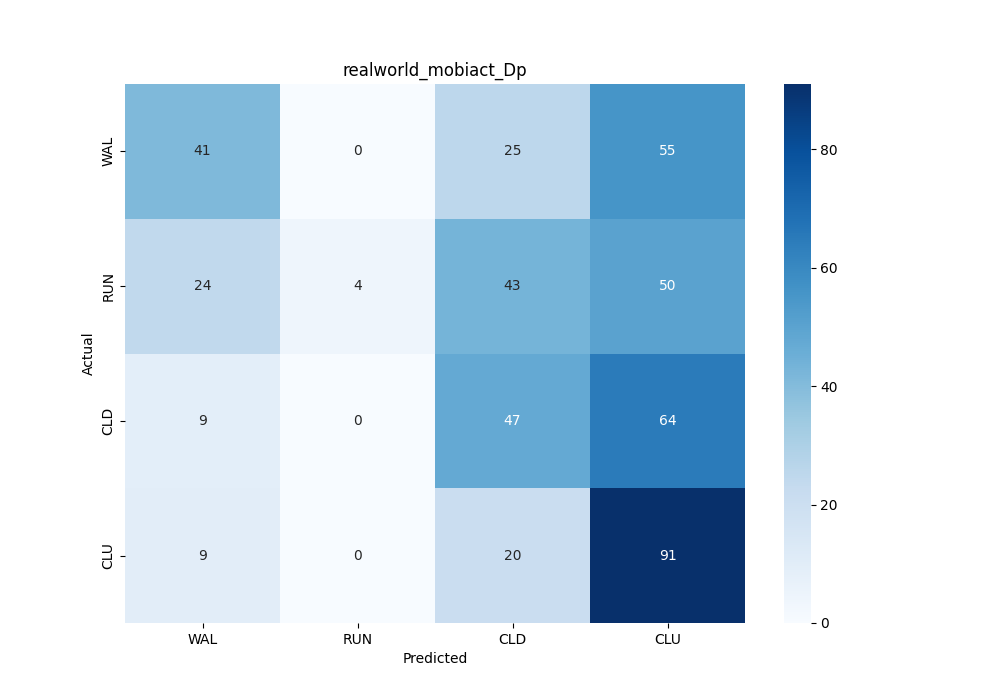 realworld_mobiact_Dp
WAL 41 0 25 55
RUN 24 4 43 50
CLD 9 0 47 64
CLU 9 0 20 91
Actual
WAL RUN CLD CLU
Predicted
80
60
40
20
0